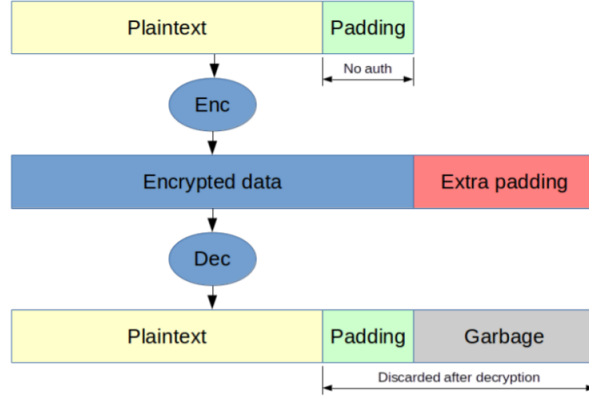 Plaintext Padding
No auth
Enc
Encrypted data Extra padding
Dec
Plaintext Padding Garbage
Discarded after decryption